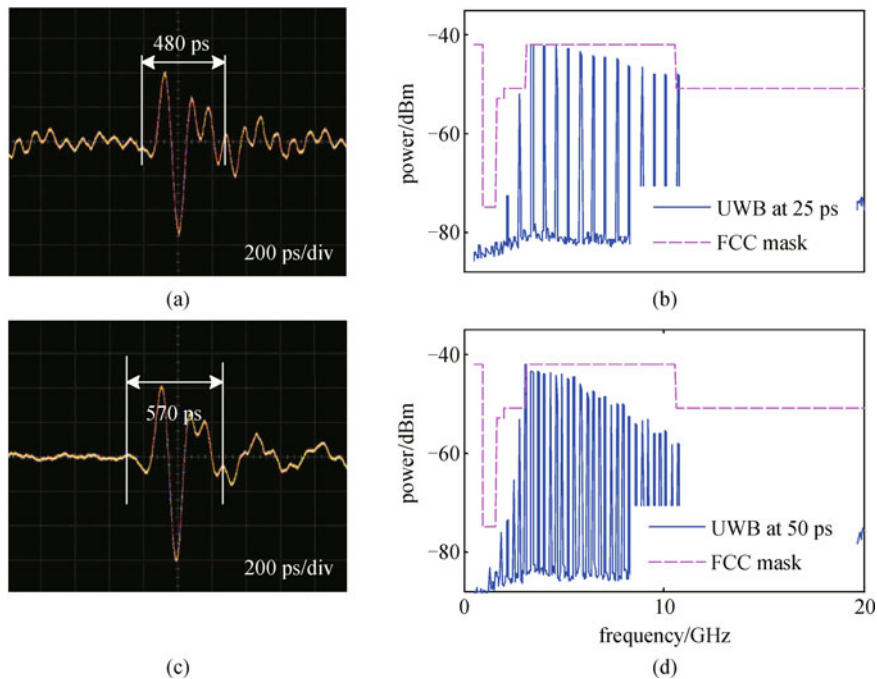 480 ps
200 ps/div
(a)
−40
−60
−80
power/dBm
UWB at 25 ps
FCC mask
(b)
570 ps
200 ps/div
(c)
−40
−60
−80
power/dBm
UWB at 50 ps
FCC mask
0 10 20
frequency/GHz
(d)